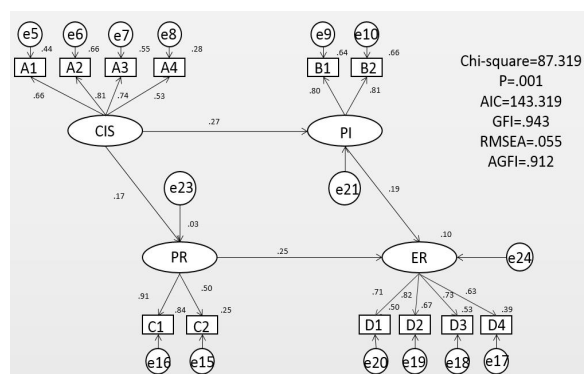 e5 e6 e7 e8 e9 e10
.44 .66 .55 .28 .64 .66
A1 A2 A3 A4 B1 B2
.66 .81 .74 .53 .80 .81
Chi-square=87.319
P=.001
AIC=143.319
GFI=.943
RMSEA=.055
AGFI=.912
CIS .27 PI
e23 e21
.17 .19
.03 .10
PR .25 ER e24
.91 .50 .71 .82 .73 .63
.84 .25 .50 .67 .53 .39
C1 C2 D1 D2 D3 D4
e16 e15 e20 e19 e18 e17